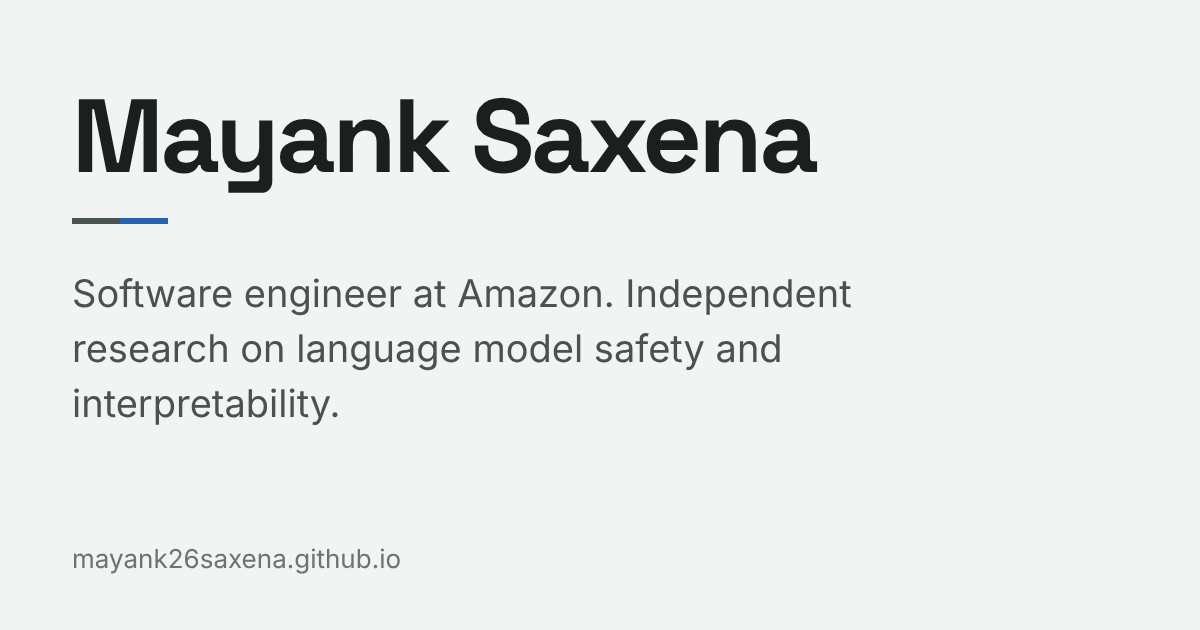 Mayank Saxena
Software engineer at Amazon. Independent
research on language model safety and
interpretability.
mayank26saxena.github.io